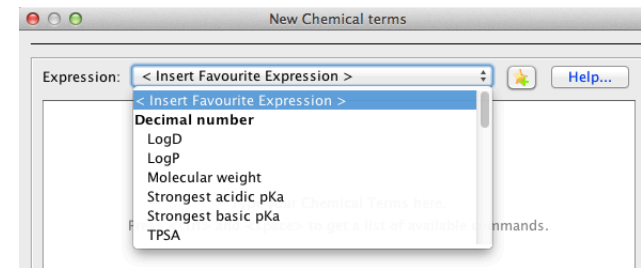 New Chemical terms
Expression: < Insert Favourite Expression > Help...
< Insert Favourite Expression >
Decimal number
LogD
LogP
Molecular weight
Strongest acidic pKa
Strongest basic pKa
TPSA
Chemical Terms here.
to get a list of available
mmands.